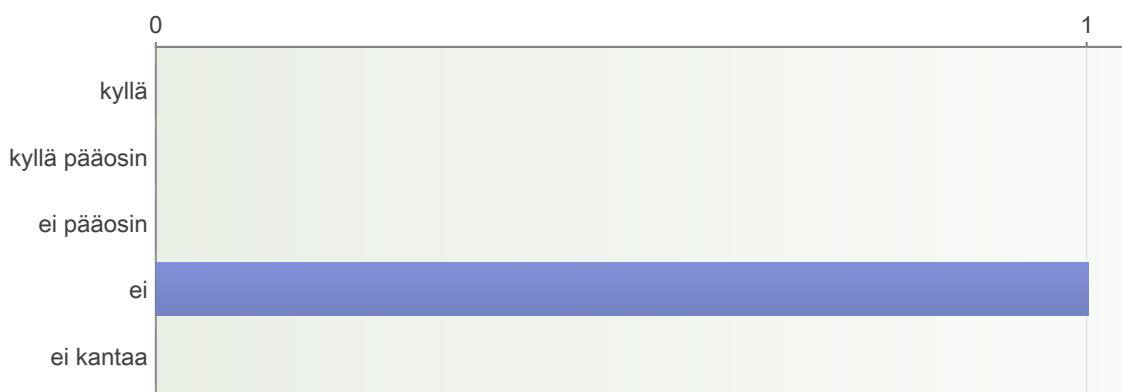 0 1
kyllä
kyllä pääosin
ei pääosin
ei
ei kantaa